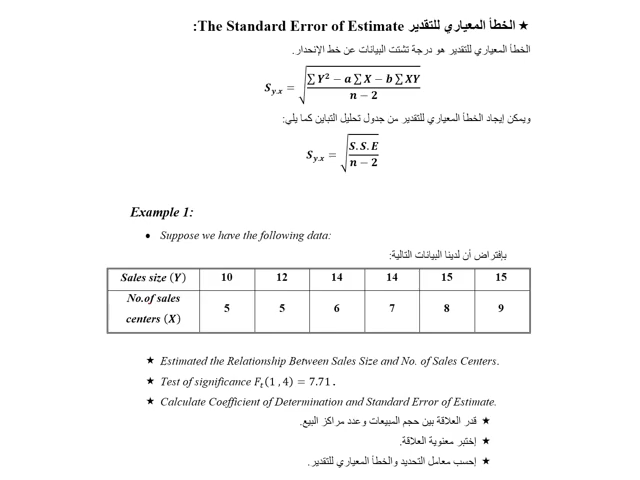 ★ الخطأ المعياري للتقدير The Standard Error of Estimate:
الخطأ المعياري للتقدير هو درجة تشتت البيانات عن خط الإنحدار.
S_{y.x} = √((∑Y² − a ∑X − b ∑XY) / (n − 2))
ويمكن إيجاد الخطأ المعياري للتقدير من جدول تحليل التباين كما يلي:
S_{y.x} = √(S.S.E / (n − 2))
Example 1:
• Suppose we have the following data:
بإفتراض أن لدينا البيانات التالية:
Sales size (Y) 10 12 14 14 15 15
No.of sales centers (X) 5 5 6 7 8 9
★ Estimated the Relationship Between Sales Size and No. of Sales Centers.
★ Test of significance F_t(1 ,4) = 7.71 .
★ Calculate Coefficient of Determination and Standard Error of Estimate.
★ قدر العلاقة بين حجم المبيعات وعدد مراكز البيع.
★ إختبر معنوية العلاقة.
★ إحسب معامل التحديد والخطأ المعياري للتقدير.